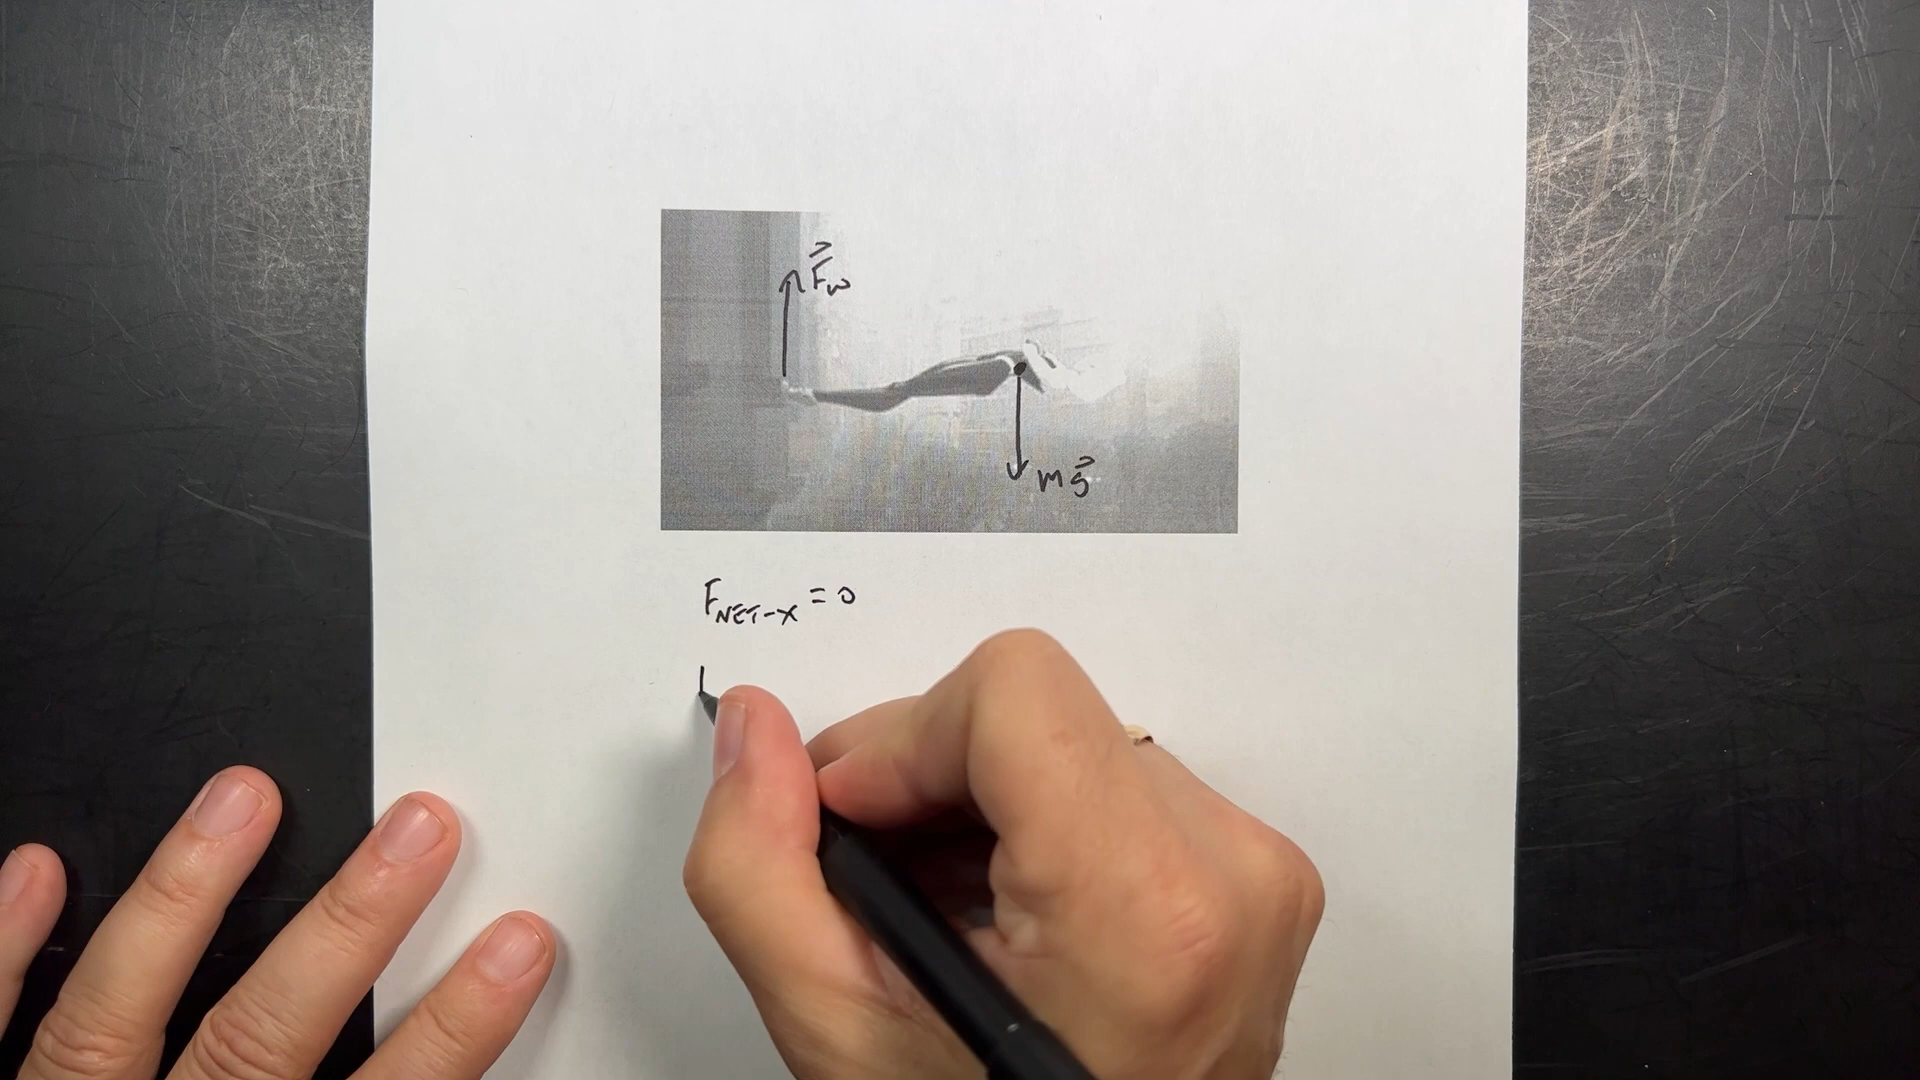 F⃗w
mg⃗
F_NET-X = 0